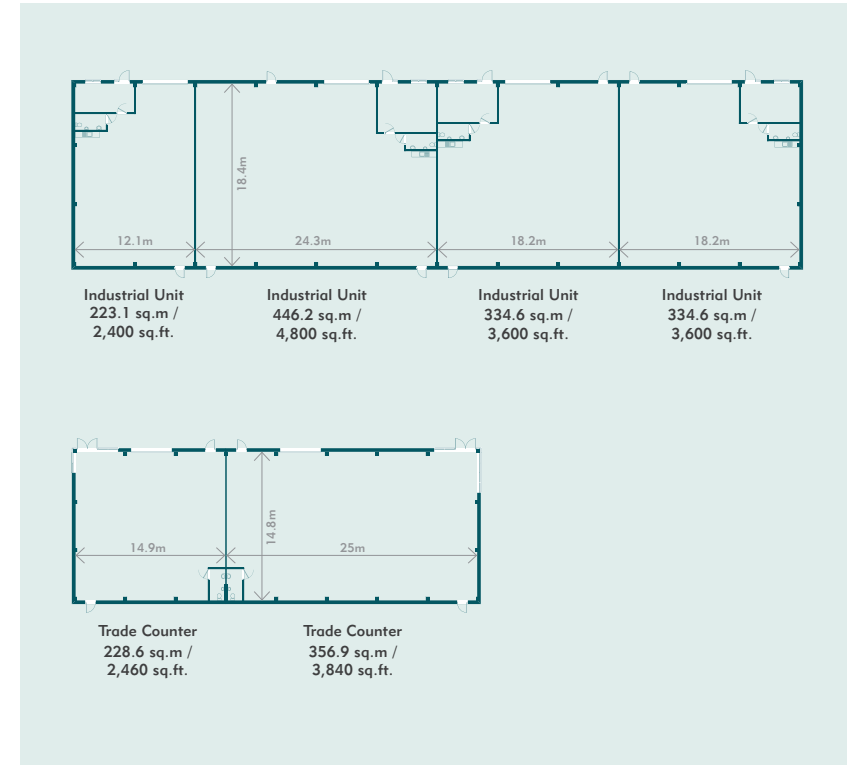 18.4m
12.1m
24.3m
18.2m
18.2m
Industrial Unit
223.1 sq.m /
2,400 sq.ft.
Industrial Unit
446.2 sq.m /
4,800 sq.ft.
Industrial Unit
334.6 sq.m /
3,600 sq.ft.
Industrial Unit
334.6 sq.m /
3,600 sq.ft.
14.8m
14.9m
25m
Trade Counter
228.6 sq.m /
2,460 sq.ft.
Trade Counter
356.9 sq.m /
3,840 sq.ft.